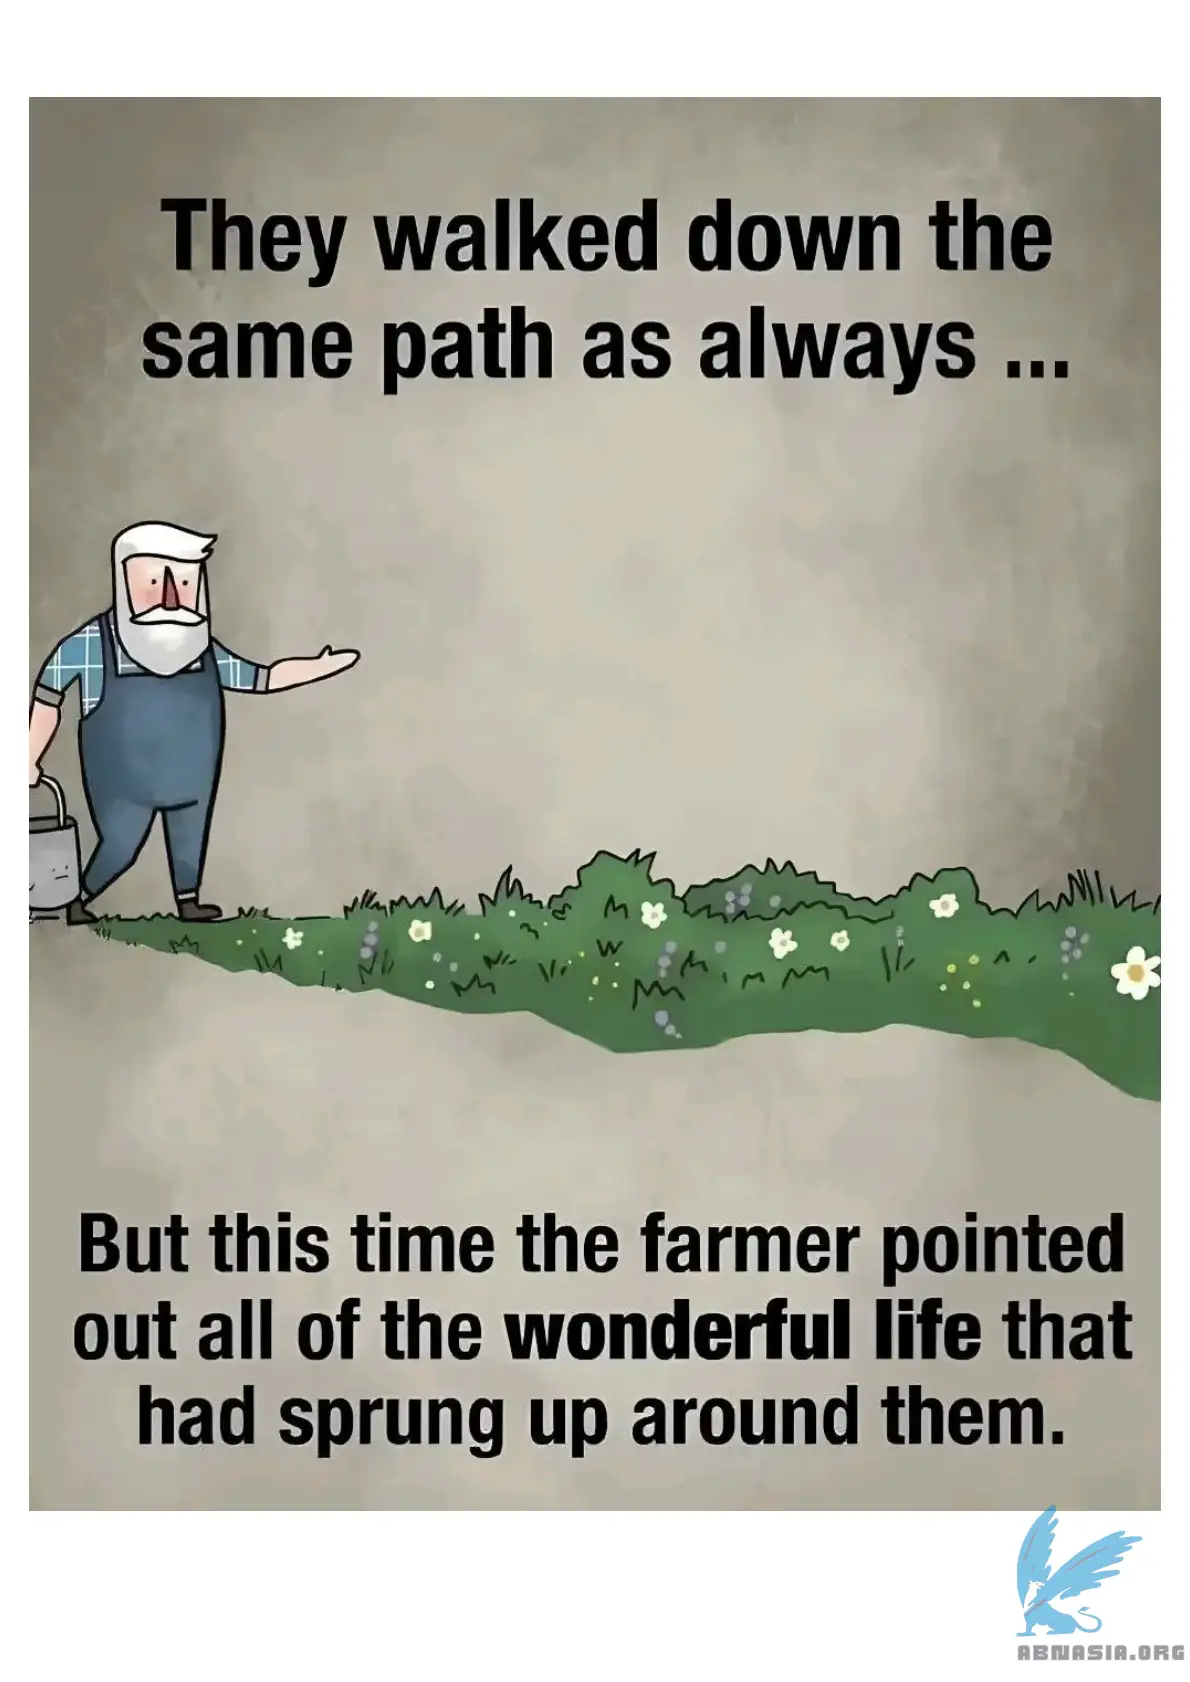 They walked down the
same path as always ...
But this time the farmer pointed
out all of the wonderful life that
had sprung up around them.
ABNASIA.ORG